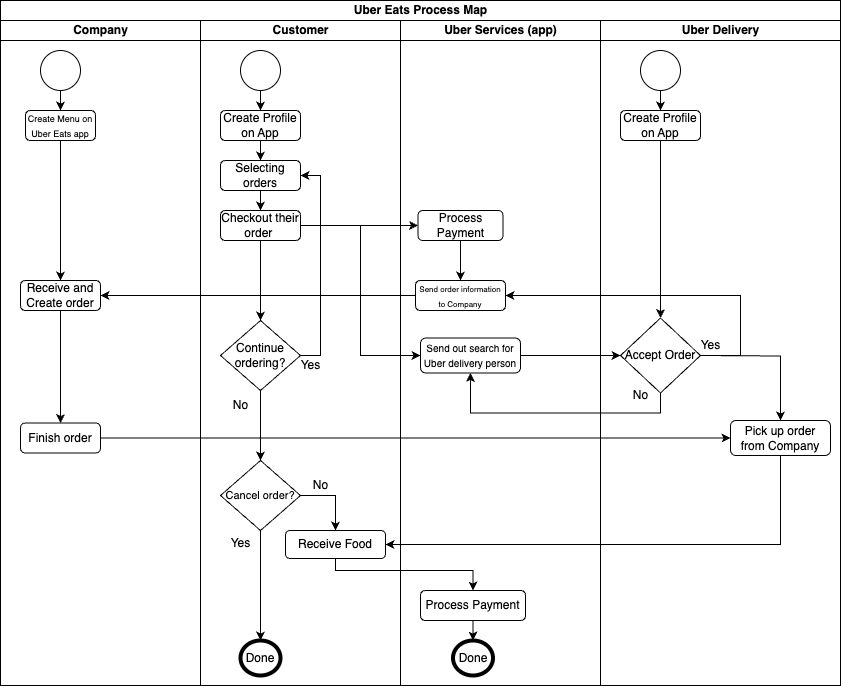 Uber Eats Process Map
Company
Customer
Uber Services (app)
Uber Delivery
Create Menu on
Uber Eats app
Create Profile
on App
Create Profile
on App
Selecting
orders
Checkout their
order
Process
Payment
Receive and
Create order
Send order information
to Company
Continue
ordering?
Yes
No
Send out search for
Uber delivery person
Accept Order
Yes
No
Finish order
Pick up order
from Company
Cancel order?
No
Yes
Receive Food
Process Payment
Done
Done